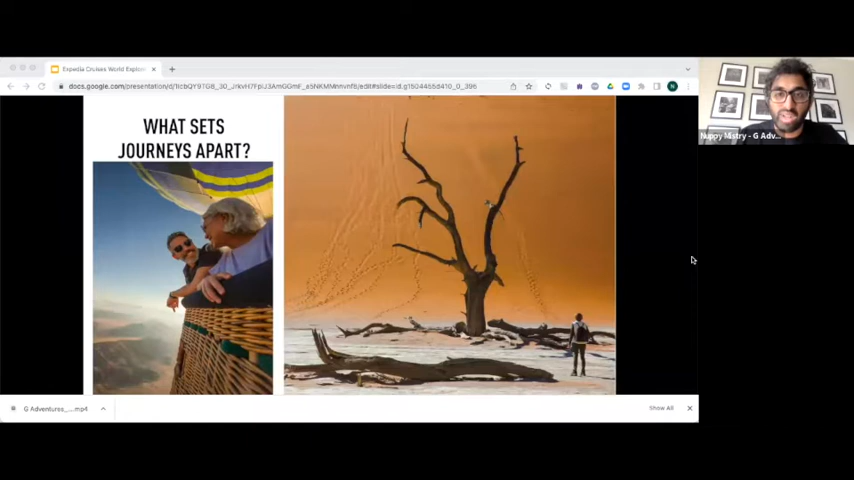 Expedia Cruises World Explor
docs.google.com/presentation/d/
WHAT SETS
JOURNEYS APART?
Nuppy Mistry - G Adv...
G Adventures_....mp4
Show All
N